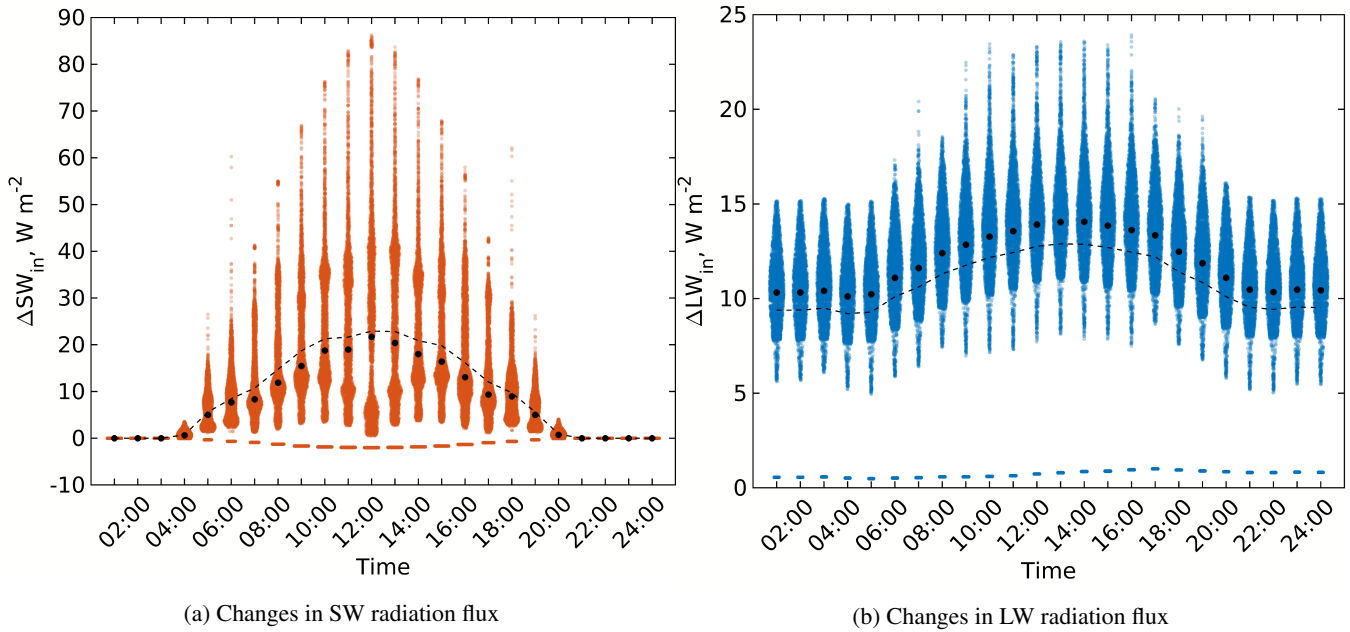 90
80
70
60
50
40
30
20
10
0
-10
ΔSW_in, W m⁻²
02:00 04:00 06:00 08:00 10:00 12:00 14:00 16:00 18:00 20:00 22:00 24:00
Time
(a) Changes in SW radiation flux
25
20
15
10
5
0
ΔLW_in, W m⁻²
02:00 04:00 06:00 08:00 10:00 12:00 14:00 16:00 18:00 20:00 22:00 24:00
Time
(b) Changes in LW radiation flux